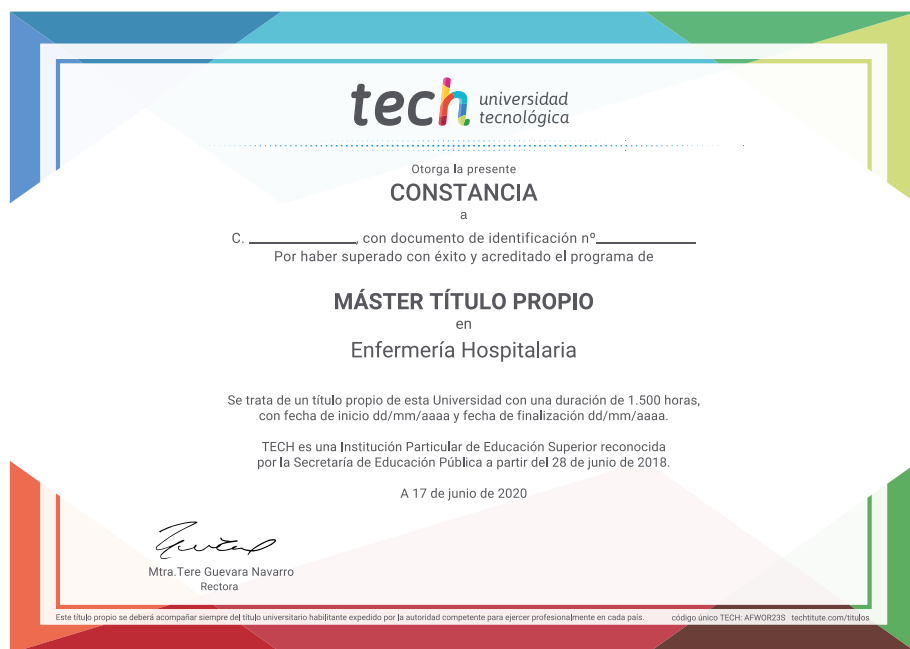 tech universidad
tecnológica
Otorga la presente
CONSTANCIA
a
C. ____________, con documento de identificación nº____________
Por haber superado con éxito y acreditado el programa de
MÁSTER TÍTULO PROPIO
en
Enfermería Hospitalaria
Se trata de un título propio de esta Universidad con una duración de 1.500 horas,
con fecha de inicio dd/mm/aaaa y fecha de finalización dd/mm/aaaa.
TECH es una Institución Particular de Educación Superior reconocida
por la Secretaría de Educación Pública a partir del 28 de junio de 2018.
A 17 de junio de 2020
Mtra.Tere Guevara Navarro
Rectora
Este título propio se deberá acompañar siempre del título universitario habilitante expedido por la autoridad competente para ejercer profesionalmente en cada país. código único TECH: AFWOR23S techtitute.com/titulos